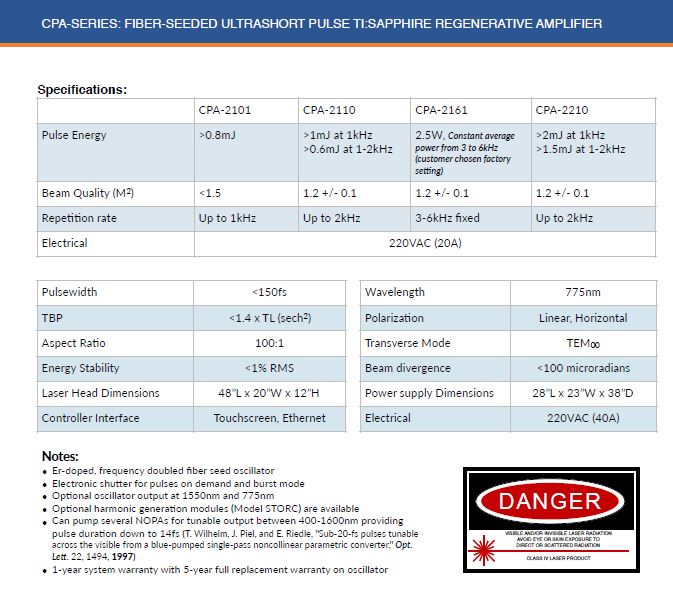 CPA-SERIES: FIBER-SEEDED ULTRASHORT PULSE TI:SAPPHIRE REGENERATIVE AMPLIFIER
Specifications:
CPA-2101 CPA-2110 CPA-2161 CPA-2210
Pulse Energy >0.8mJ >1mJ at 1kHz 2.5W, Constant average >2mJ at 1kHz
>0.6mJ at 1-2kHz power from 3 to 6kHz >1.5mJ at 1-2kHz
(customer chosen factory
setting)
Beam Quality (M²) <1.5 1.2 +/- 0.1 1.2 +/- 0.1 1.2 +/- 0.1
Repetition rate Up to 1kHz Up to 2kHz 3-6kHz fixed Up to 2kHz
Electrical 220VAC (20A)
Pulsewidth <150fs Wavelength 775nm
TBP <1.4 x TL (sech²) Polarization Linear, Horizontal
Aspect Ratio 100:1 Transverse Mode TEM₀₀
Energy Stability <1% RMS Beam divergence <100 microradians
Laser Head Dimensions 48"L x 20"W x 12"H Power supply Dimensions 28"L x 23"W x 38"D
Controller Interface Touchscreen, Ethernet Electrical 220VAC (40A)
Notes:
• Er-doped, frequency doubled fiber seed oscillator
• Electronic shutter for pulses on demand and burst mode
• Optional oscillator output at 1550nm and 775nm
• Optional harmonic generation modules (Model STORC) are available
• Can pump several NOPAs for tunable output between 400-1600nm providing
pulse duration down to 14fs (T. Wilhelm, J. Piel, and E. Riedle, "Sub-20-fs pulses tunable
across the visible from a blue-pumped single-pass noncollinear parametric converter," Opt.
Lett. 22, 1494, 1997)
• 1-year system warranty with 5-year full replacement warranty on oscillator
DANGER
VISIBLE AND/OR INVISIBLE LASER RADIATION
AVOID EYE OR SKIN EXPOSURE TO
DIRECT OR SCATTERED RADIATION
CLASS IV LASER PRODUCT